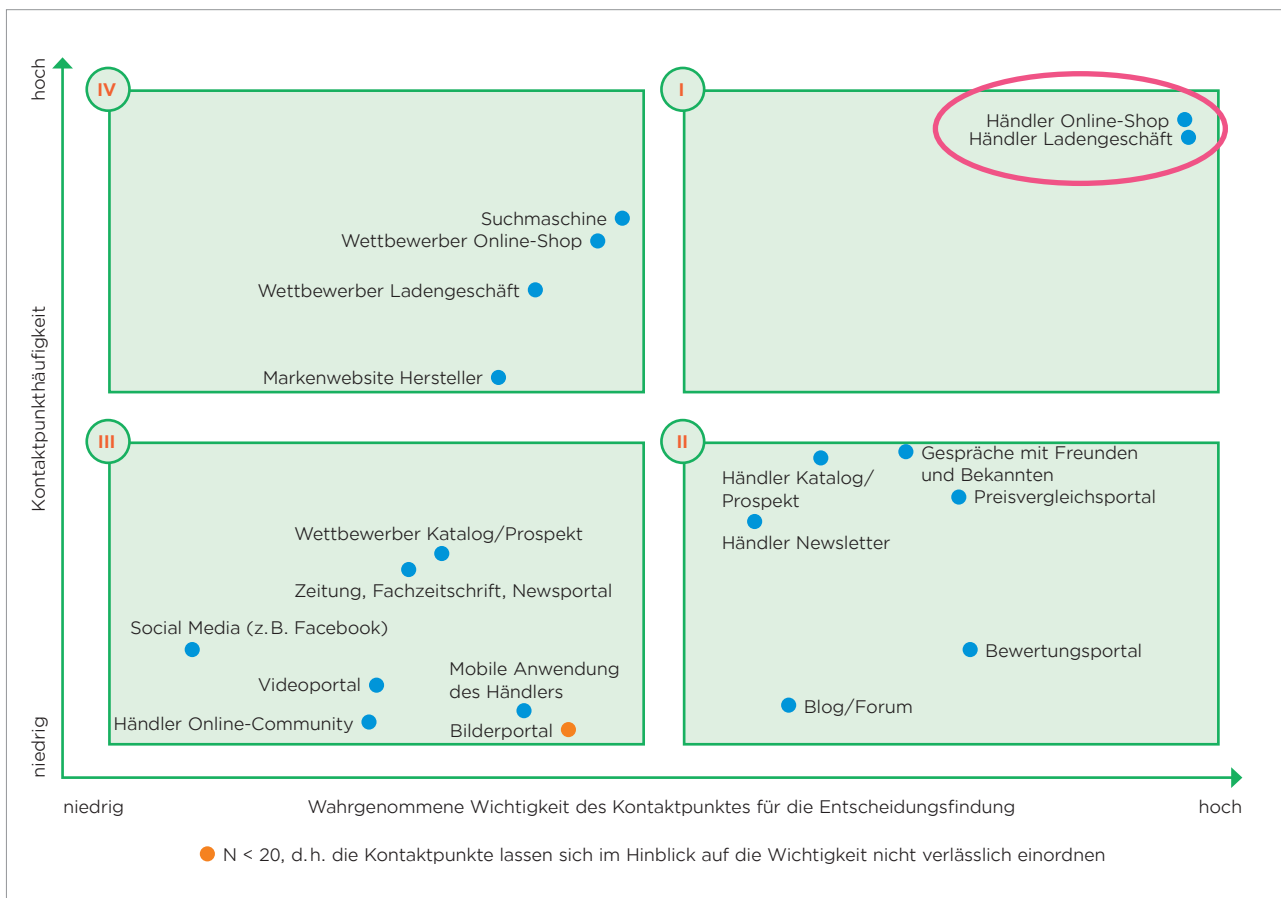 hoch
Kontaktpunkthäufigkeit
niedrig
IV
Suchmaschine
Wettbewerber Online-Shop
Wettbewerber Ladengeschäft
Markenwebsite Hersteller
I
Händler Online-Shop
Händler Ladengeschäft
III
Wettbewerber Katalog/Prospekt
Zeitung, Fachzeitschrift, Newsportal
Social Media (z. B. Facebook)
Videoportal
Händler Online-Community
Mobile Anwendung
des Händlers
Bilderportal
II
Händler Katalog/
Prospekt
Händler Newsletter
Gespräche mit Freunden
und Bekannten
Preisvergleichsportal
Bewertungsportal
Blog/Forum
niedrig
Wahrgenommene Wichtigkeit des Kontaktpunktes für die Entscheidungsfindung
hoch
N < 20, d. h. die Kontaktpunkte lassen sich im Hinblick auf die Wichtigkeit nicht verlässlich einordnen